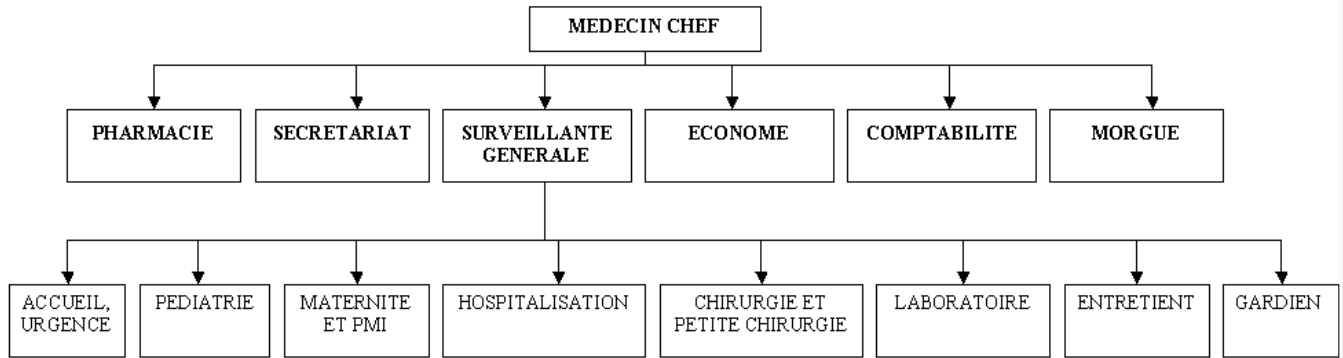 MEDECIN CHEF
PHARMACIE
SECRETARIAT
SURVEILLANTE
GENERALE
ECONOME
COMPTABILITE
MORGUE
ACCUEIL,
URGENCE
PEDIATRIE
MATERNITE
ET PMI
HOSPITALISATION
CHIRURGIE ET
PETITE CHIRURGIE
LABORATOIRE
ENTRETIENT
GARDIEN